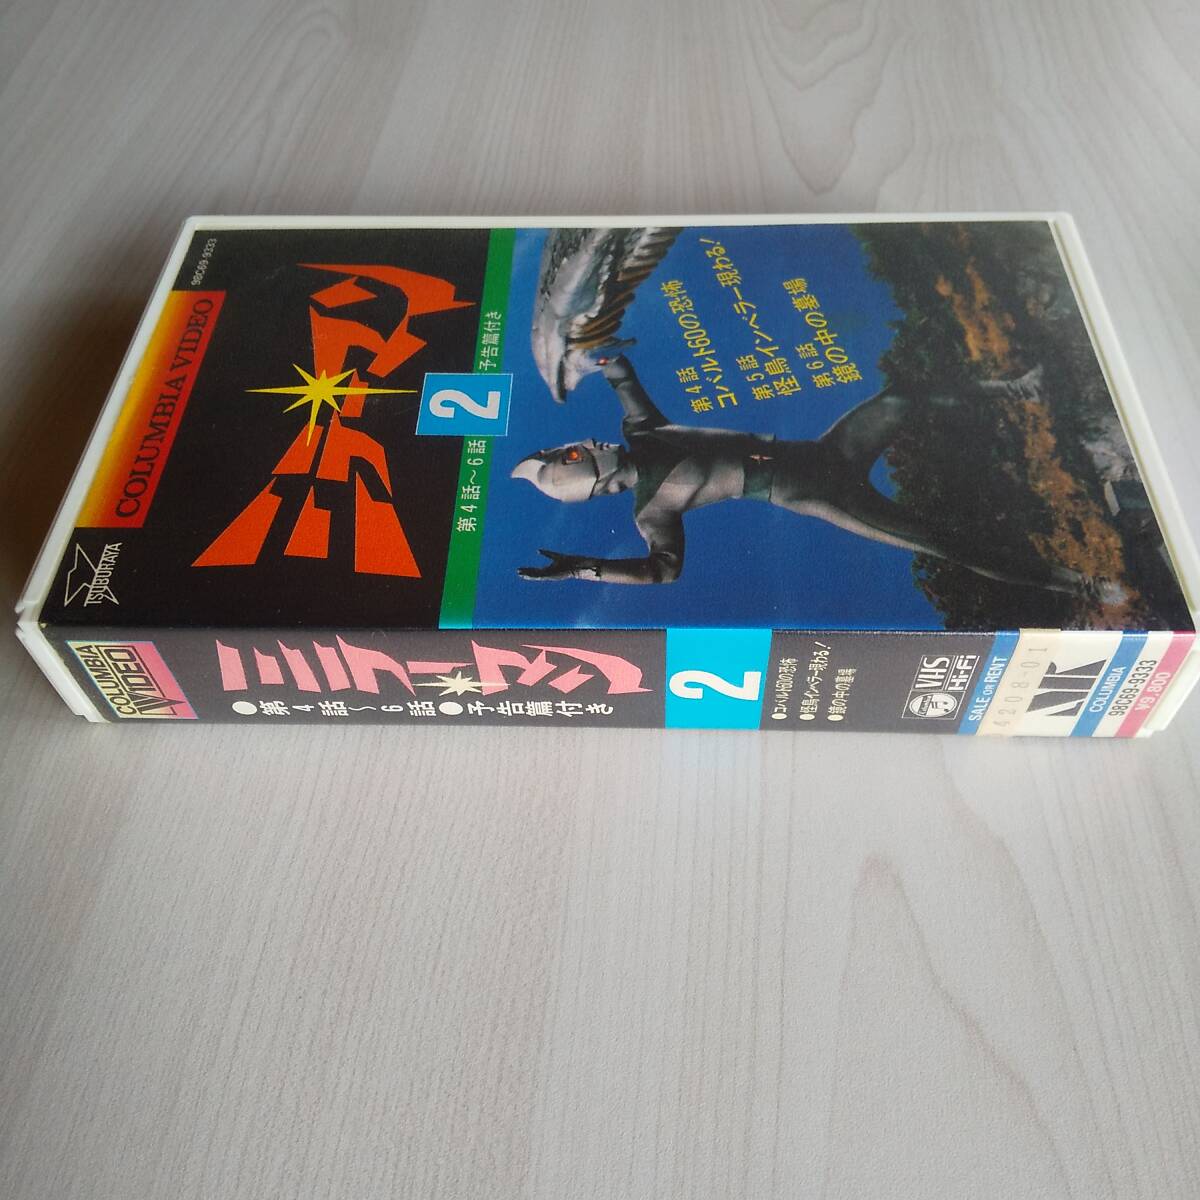 98C69-9333
COLUMBIA VIDEO
TSUBURAYA
ミラーマン
第4話～6話
2
予告篇付き
第4話
コバルト60の恐怖
第5話
怪鳥インベラー現わる!
第6話
鏡の中の墓場
COLUMBIA
VIDEO
ミラーマン
●第4話～6話●予告篇付き
2
●コバルト60の恐怖
●怪鳥インベラー現わる!
●鏡の中の墓場
VHS
Hi-Fi
SALE OR RENT
4208-01
COLUMBIA
98C69-9333
¥9,800